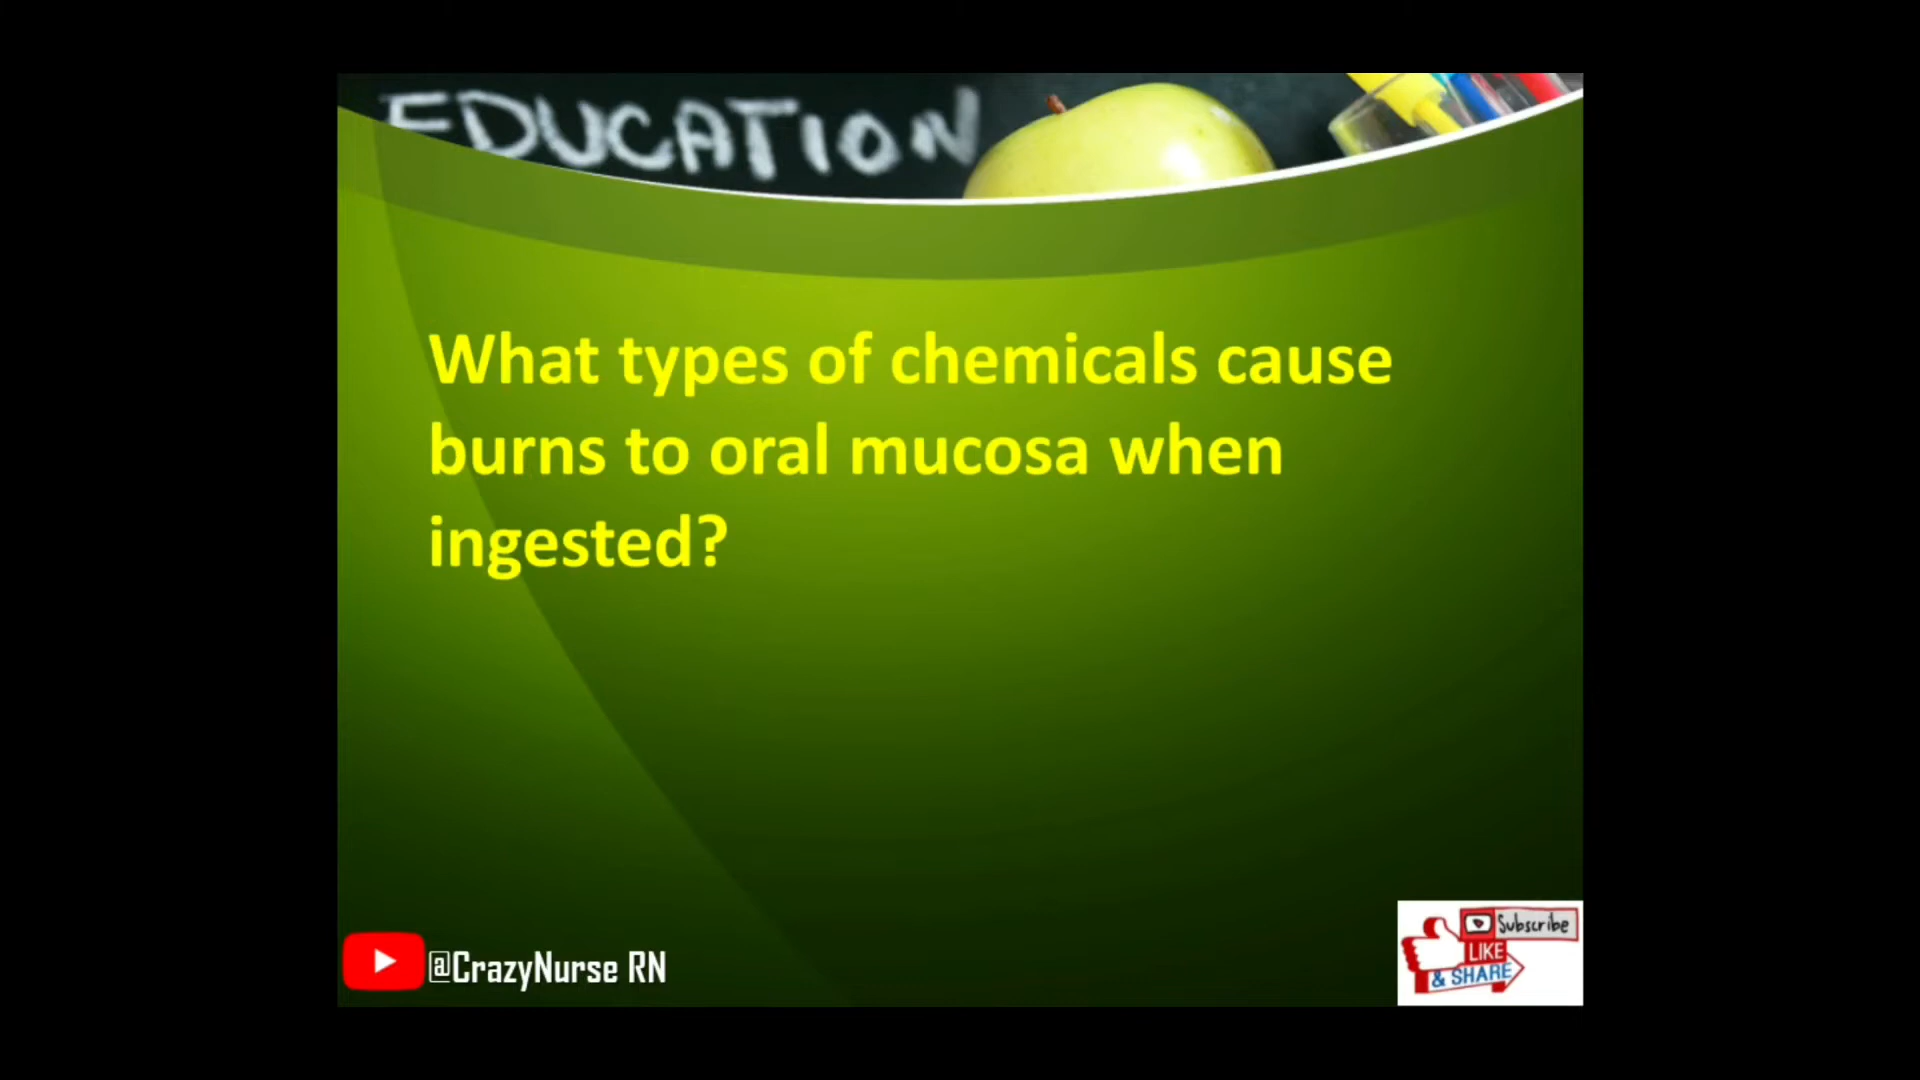 EDUCATION
What types of chemicals cause
burns to oral mucosa when
ingested?
@CrazyNurse RN
Subscribe
LIKE
& SHARE